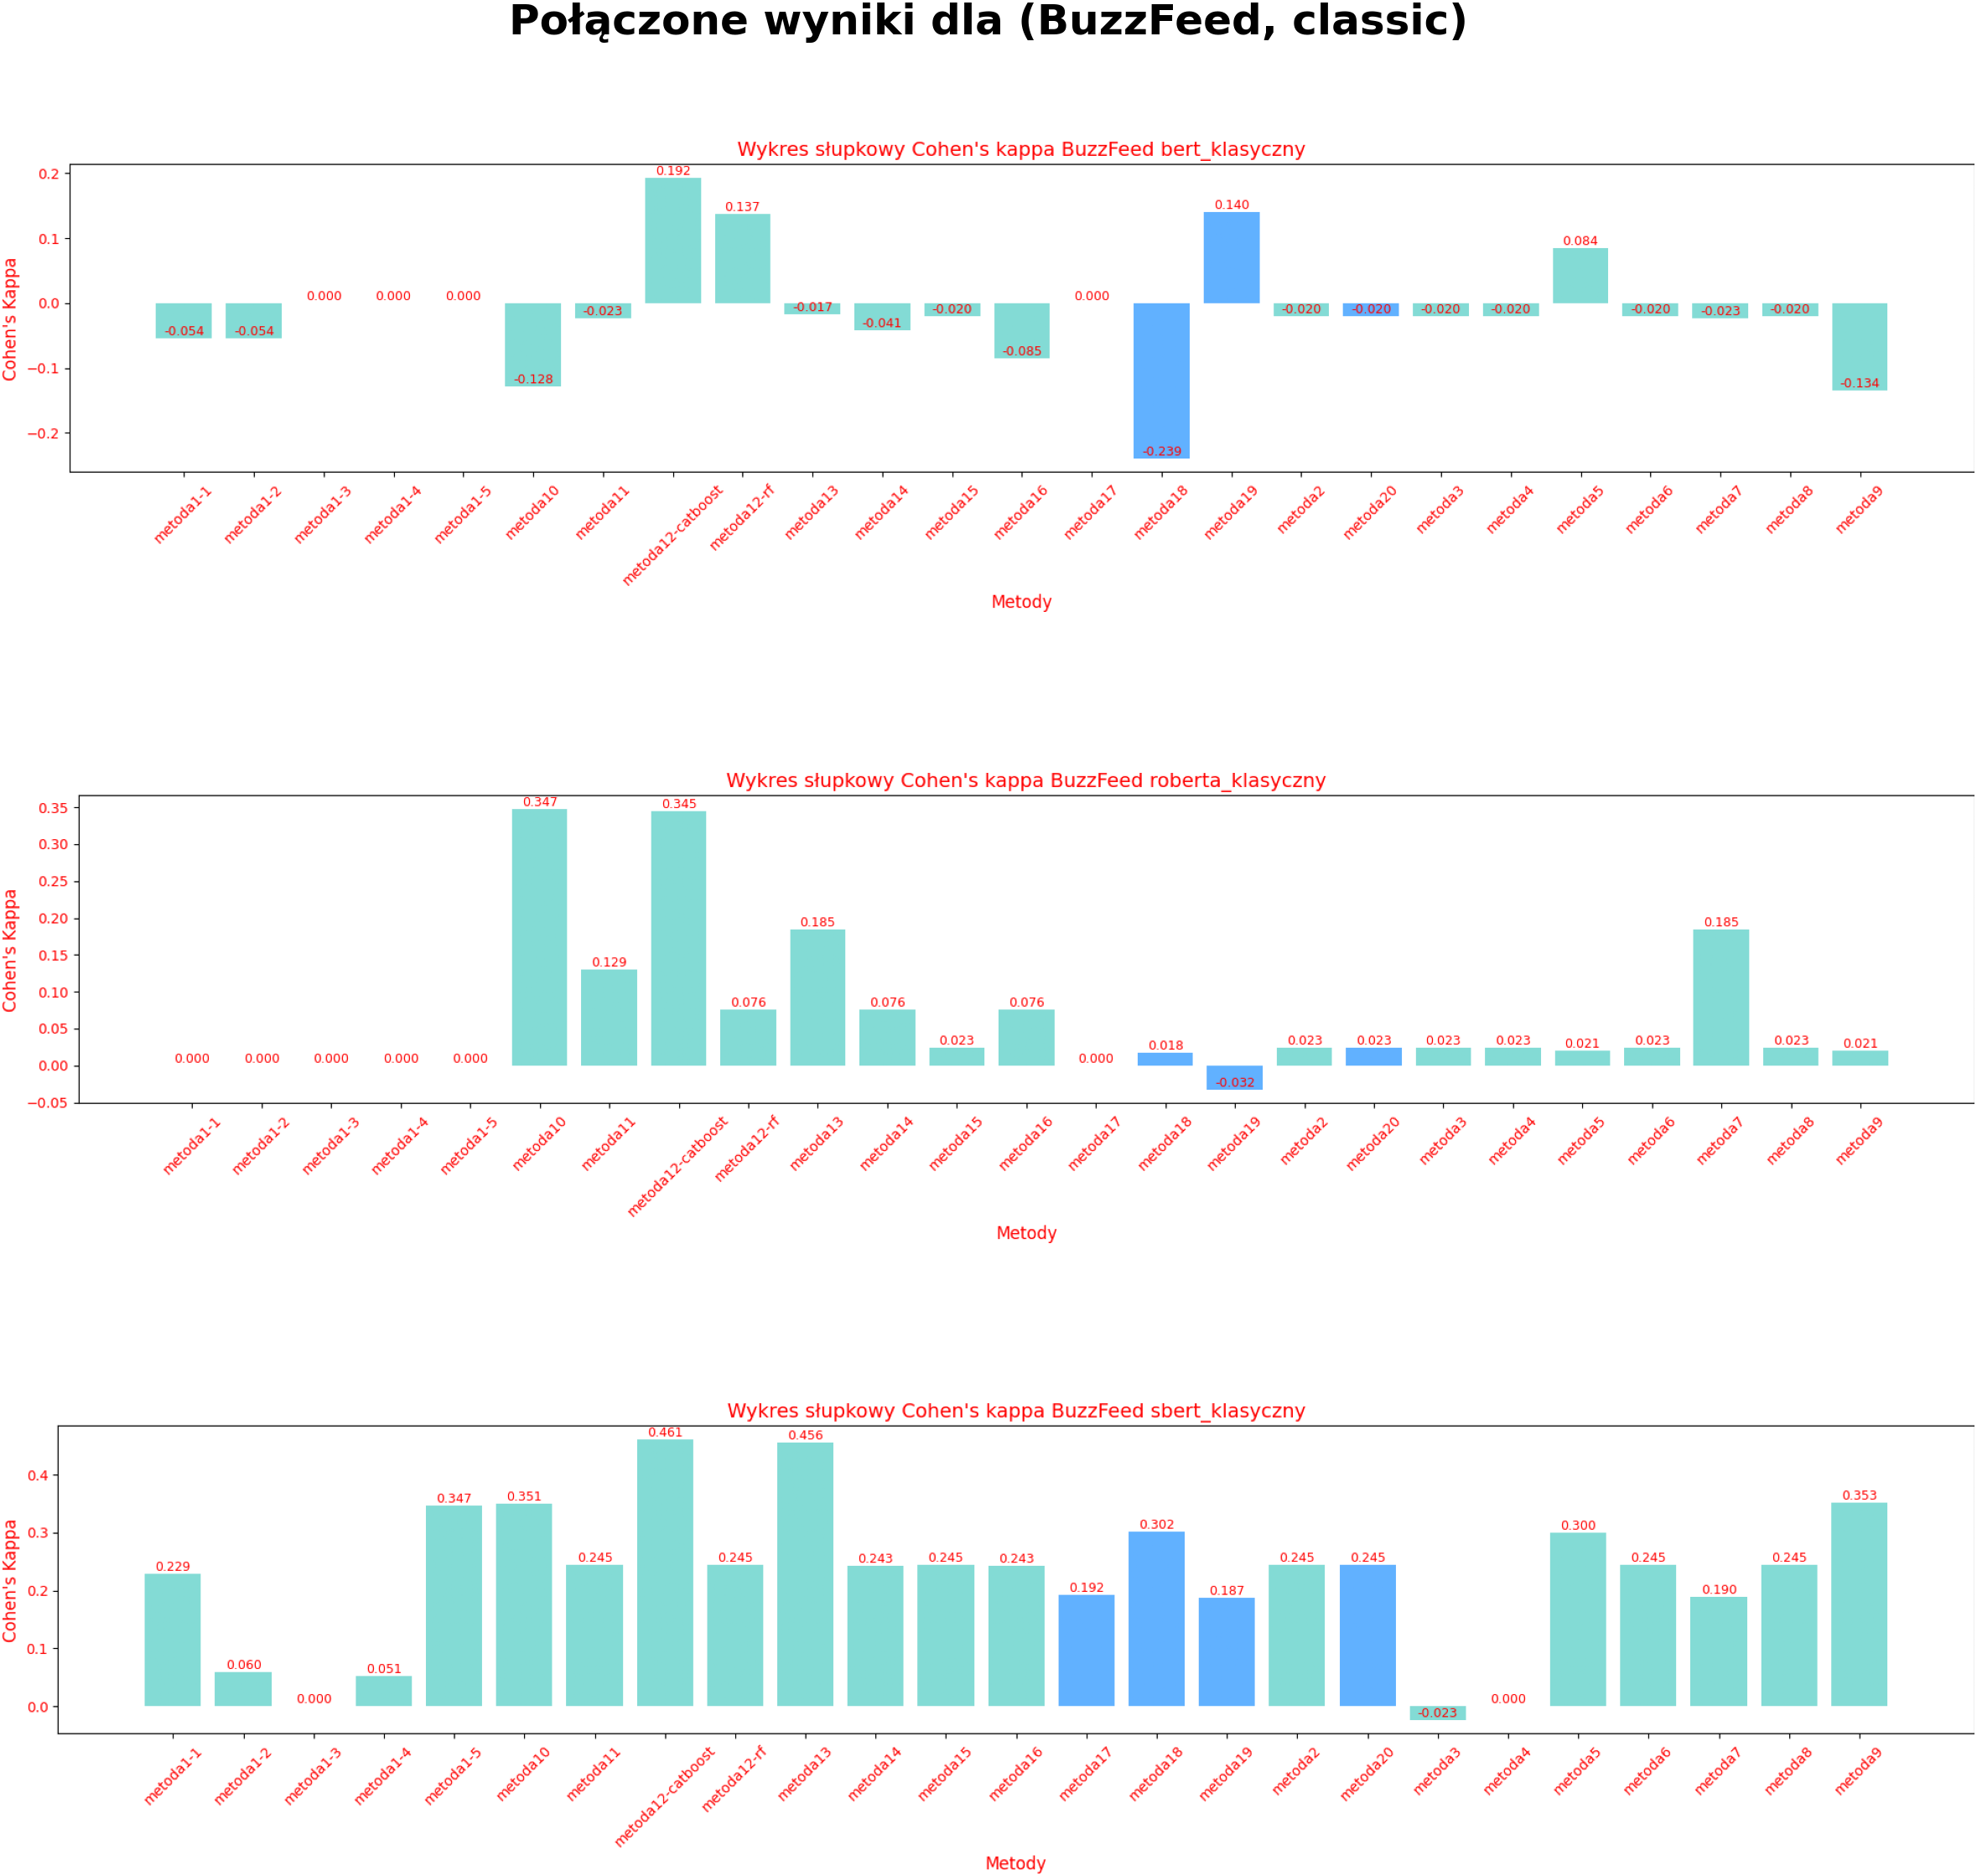 Połączone wyniki dla (BuzzFeed, classic)
Wykres słupkowy Cohen's kappa BuzzFeed bert_klasyczny
Cohen's Kappa
0.2
0.1
0.0
−0.1
−0.2
-0.054
-0.054
0.000
0.000
0.000
-0.128
-0.023
0.192
0.137
-0.017
-0.041
-0.020
-0.085
0.000
-0.239
0.140
-0.020
-0.020
-0.020
-0.020
0.084
-0.020
-0.023
-0.020
-0.134
metoda1-1
metoda1-2
metoda1-3
metoda1-4
metoda1-5
metoda10
metoda11
metoda12-catboost
metoda12-rf
metoda13
metoda14
metoda15
metoda16
metoda17
metoda18
metoda19
metoda2
metoda20
metoda3
metoda4
metoda5
metoda6
metoda7
metoda8
metoda9
Metody
Wykres słupkowy Cohen's kappa BuzzFeed roberta_klasyczny
Cohen's Kappa
0.35
0.30
0.25
0.20
0.15
0.10
0.05
0.00
−0.05
0.000
0.000
0.000
0.000
0.000
0.347
0.129
0.345
0.076
0.185
0.076
0.023
0.076
0.000
0.018
-0.032
0.023
0.023
0.023
0.023
0.021
0.023
0.185
0.023
0.021
metoda1-1
metoda1-2
metoda1-3
metoda1-4
metoda1-5
metoda10
metoda11
metoda12-catboost
metoda12-rf
metoda13
metoda14
metoda15
metoda16
metoda17
metoda18
metoda19
metoda2
metoda20
metoda3
metoda4
metoda5
metoda6
metoda7
metoda8
metoda9
Metody
Wykres słupkowy Cohen's kappa BuzzFeed sbert_klasyczny
Cohen's Kappa
0.4
0.3
0.2
0.1
0.0
0.229
0.060
0.000
0.051
0.347
0.351
0.245
0.461
0.245
0.456
0.243
0.245
0.243
0.192
0.302
0.187
0.245
0.245
-0.023
0.000
0.300
0.245
0.190
0.245
0.353
metoda1-1
metoda1-2
metoda1-3
metoda1-4
metoda1-5
metoda10
metoda11
metoda12-catboost
metoda12-rf
metoda13
metoda14
metoda15
metoda16
metoda17
metoda18
metoda19
metoda2
metoda20
metoda3
metoda4
metoda5
metoda6
metoda7
metoda8
metoda9
Metody